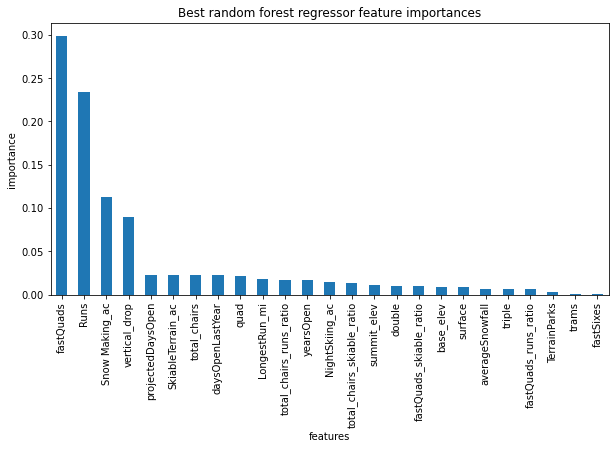 Best random forest regressor feature importances
0.30
0.25
0.20
0.15
0.10
0.05
0.00
importance
fastQuads
Runs
Snow Making_ac
vertical_drop
projectedDaysOpen
SkiableTerrain_ac
total_chairs
daysOpenLastYear
quad
LongestRun_mi
total_chairs_runs_ratio
yearsOpen
NightSkiing_ac
total_chairs_skiable_ratio
summit_elev
double
fastQuads_skiable_ratio
base_elev
surface
averageSnowfall
triple
fastQuads_runs_ratio
TerrainParks
trams
fastSixes
features